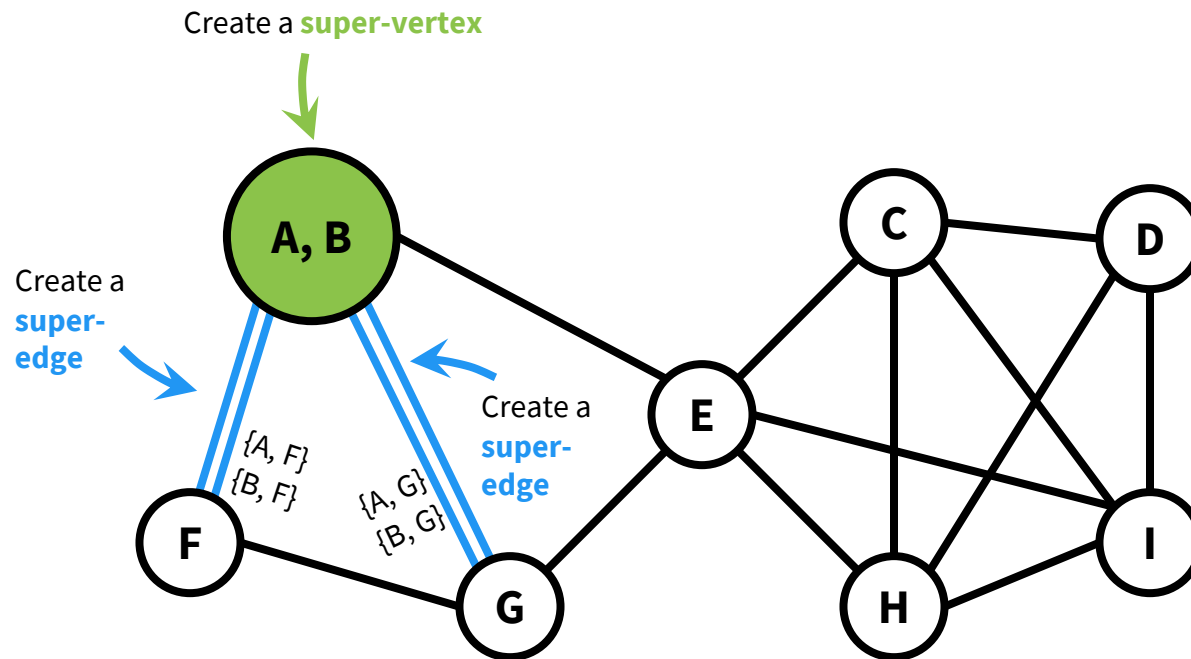 Create a super-vertex
A, B
C
D
Create a
super-
edge
Create a
super-
edge
E
{A, F}
{B, F}
{A, G}
{B, G}
F
G
H
I